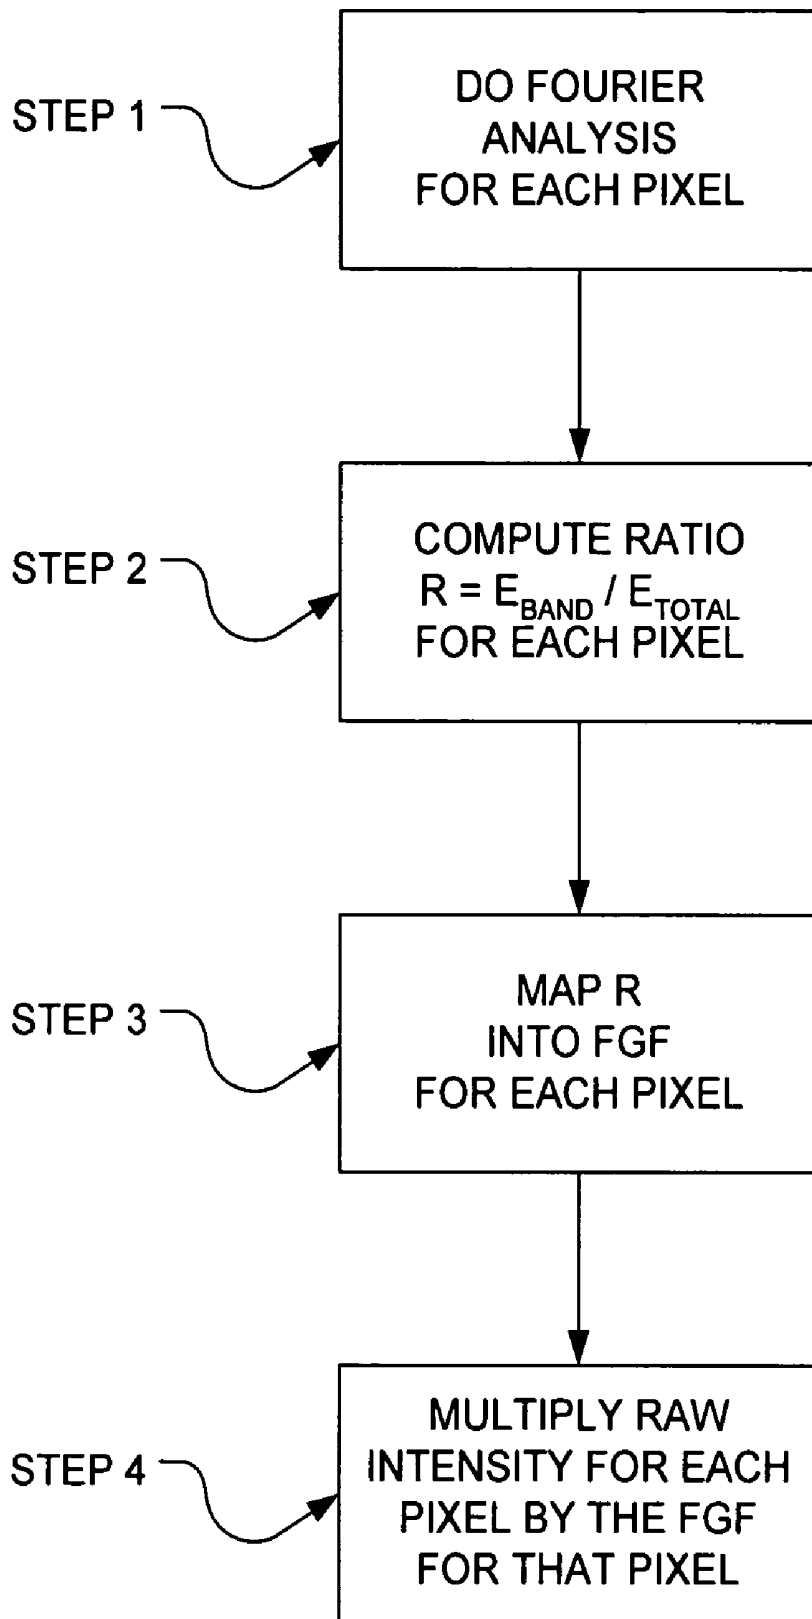 STEP 1
DO FOURIER
ANALYSIS
FOR EACH PIXEL
STEP 2
COMPUTE RATIO
R = E_BAND / E_TOTAL
FOR EACH PIXEL
STEP 3
MAP R
INTO FGF
FOR EACH PIXEL
STEP 4
MULTIPLY RAW
INTENSITY FOR EACH
PIXEL BY THE FGF
FOR THAT PIXEL